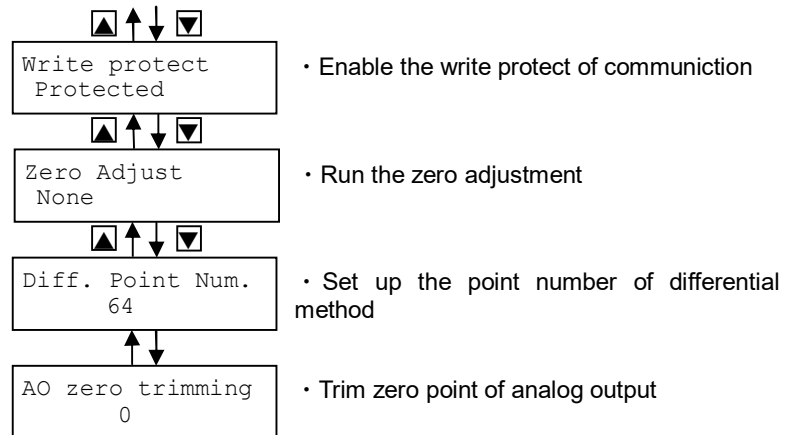 ▲ ▼
Write protect
Protected
・Enable the write protect of communiction
▲ ▼
Zero Adjust
None
・Run the zero adjustment
▲ ▼
Diff. Point Num.
64
・Set up the point number of differential
method
AO zero trimming
0
・Trim zero point of analog output